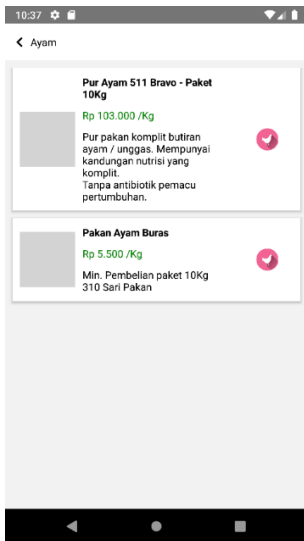 10:37
Ayam
Pur Ayam 511 Bravo - Paket
10Kg
Rp 103.000 /Kg
Pur pakan komplit butiran
ayam / unggas. Mempunyai
kandungan nutrisi yang
komplit.
Tanpa antibiotik pemacu
pertumbuhan.
Pakan Ayam Buras
Rp 5.500 /Kg
Min. Pembelian paket 10Kg
310 Sari Pakan